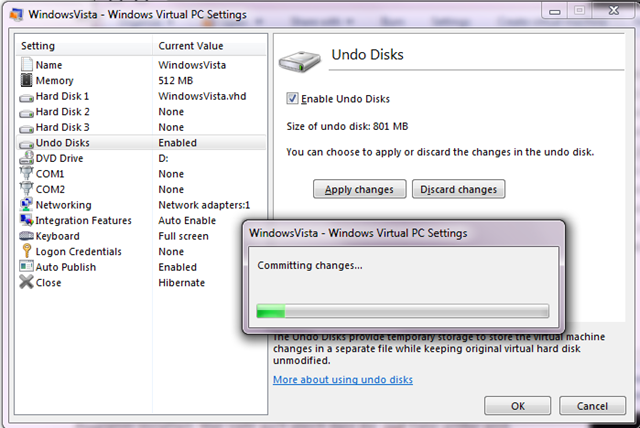 WindowsVista - Windows Virtual PC Settings
Setting Current Value
Name WindowsVista
Memory 512 MB
Hard Disk 1 WindowsVista.vhd
Hard Disk 2 None
Hard Disk 3 None
Undo Disks Enabled
DVD Drive D:
COM1 None
COM2 None
Networking Network adapters:1
Integration Features Auto Enable
Keyboard Full screen
Logon Credentials None
Auto Publish Enabled
Close Hibernate
Undo Disks
Enable Undo Disks
Size of undo disk: 801 MB
You can choose to apply or discard the changes in the undo disk.
Apply changes Discard changes
WindowsVista - Windows Virtual PC Settings
Committing changes...
The Undo Disks provide temporary storage to store the virtual machine
changes in a separate file while keeping original virtual hard disk
unmodified.
More about using undo disks
OK Cancel